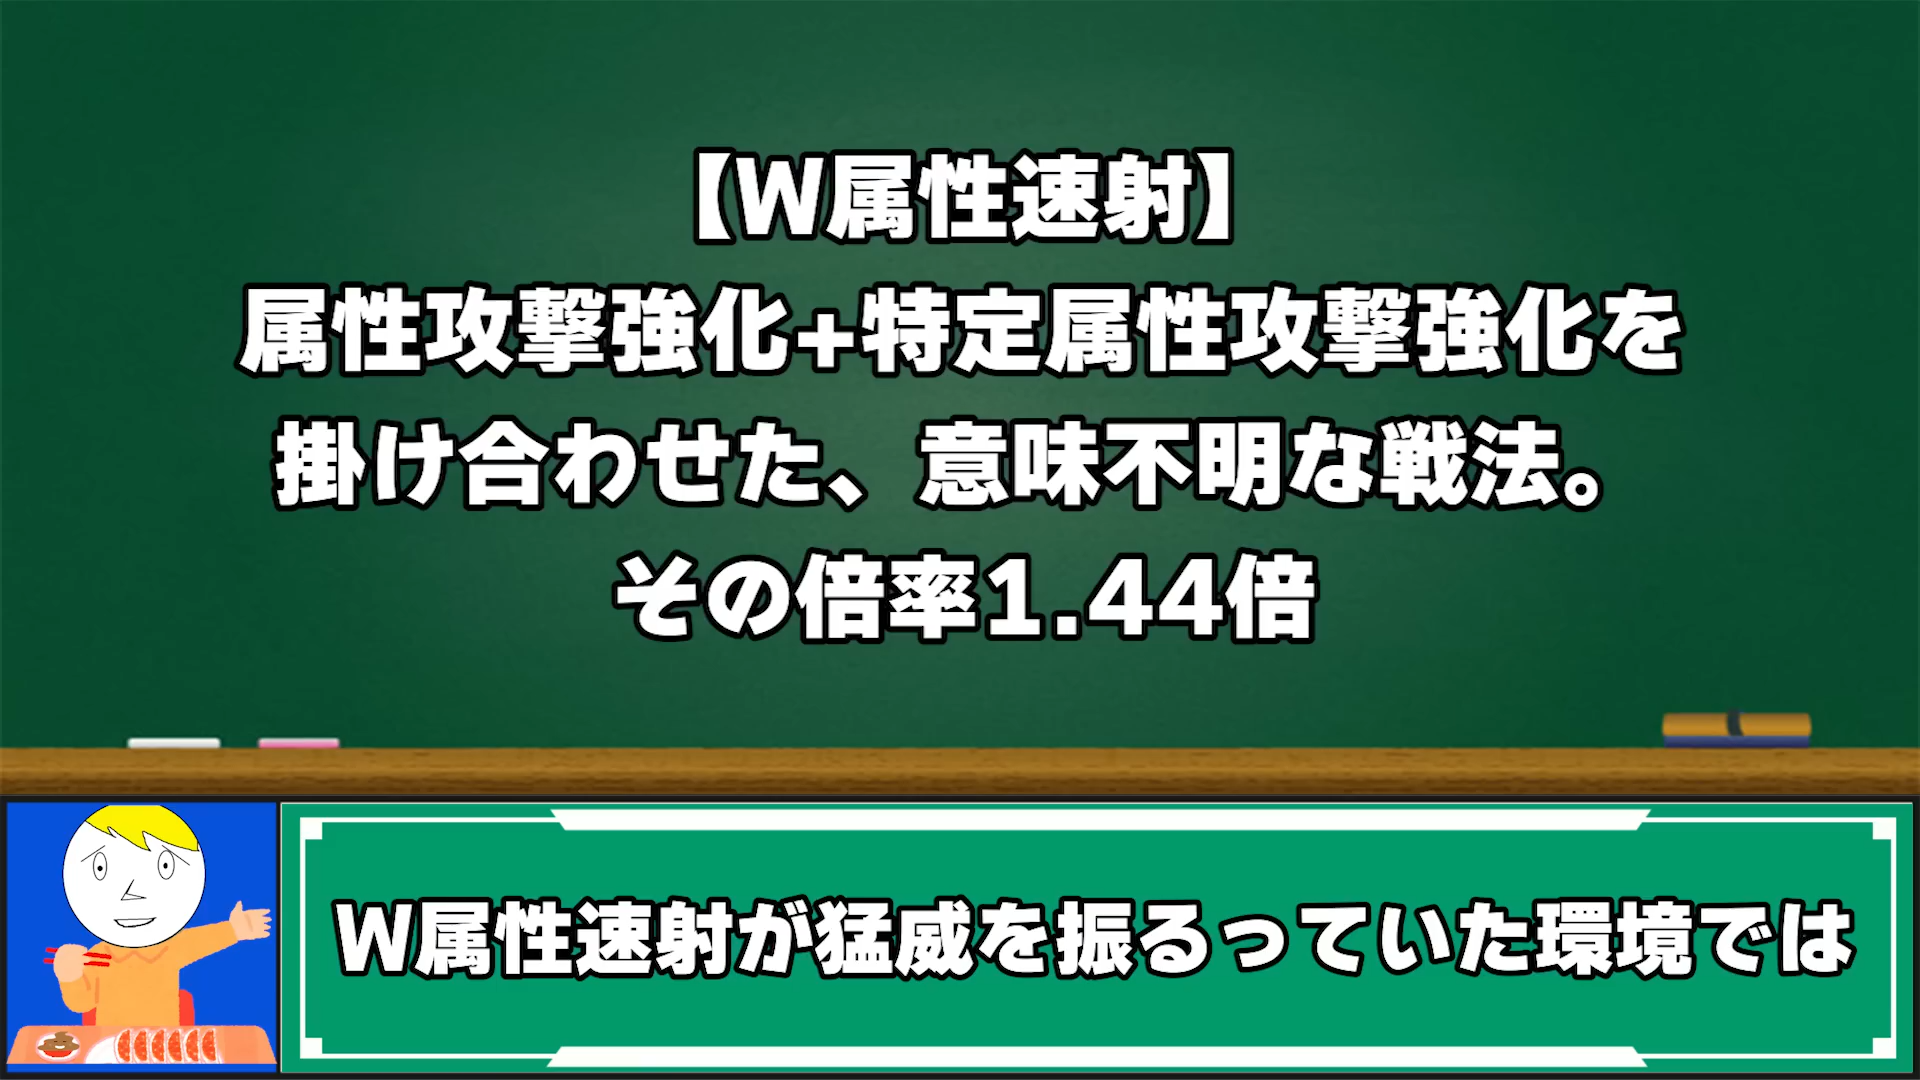 【W属性速射】
属性攻撃強化+特定属性攻撃強化を
掛け合わせた、意味不明な戦法。
その倍率1.44倍
W属性速射が猛威を振るっていた環境では